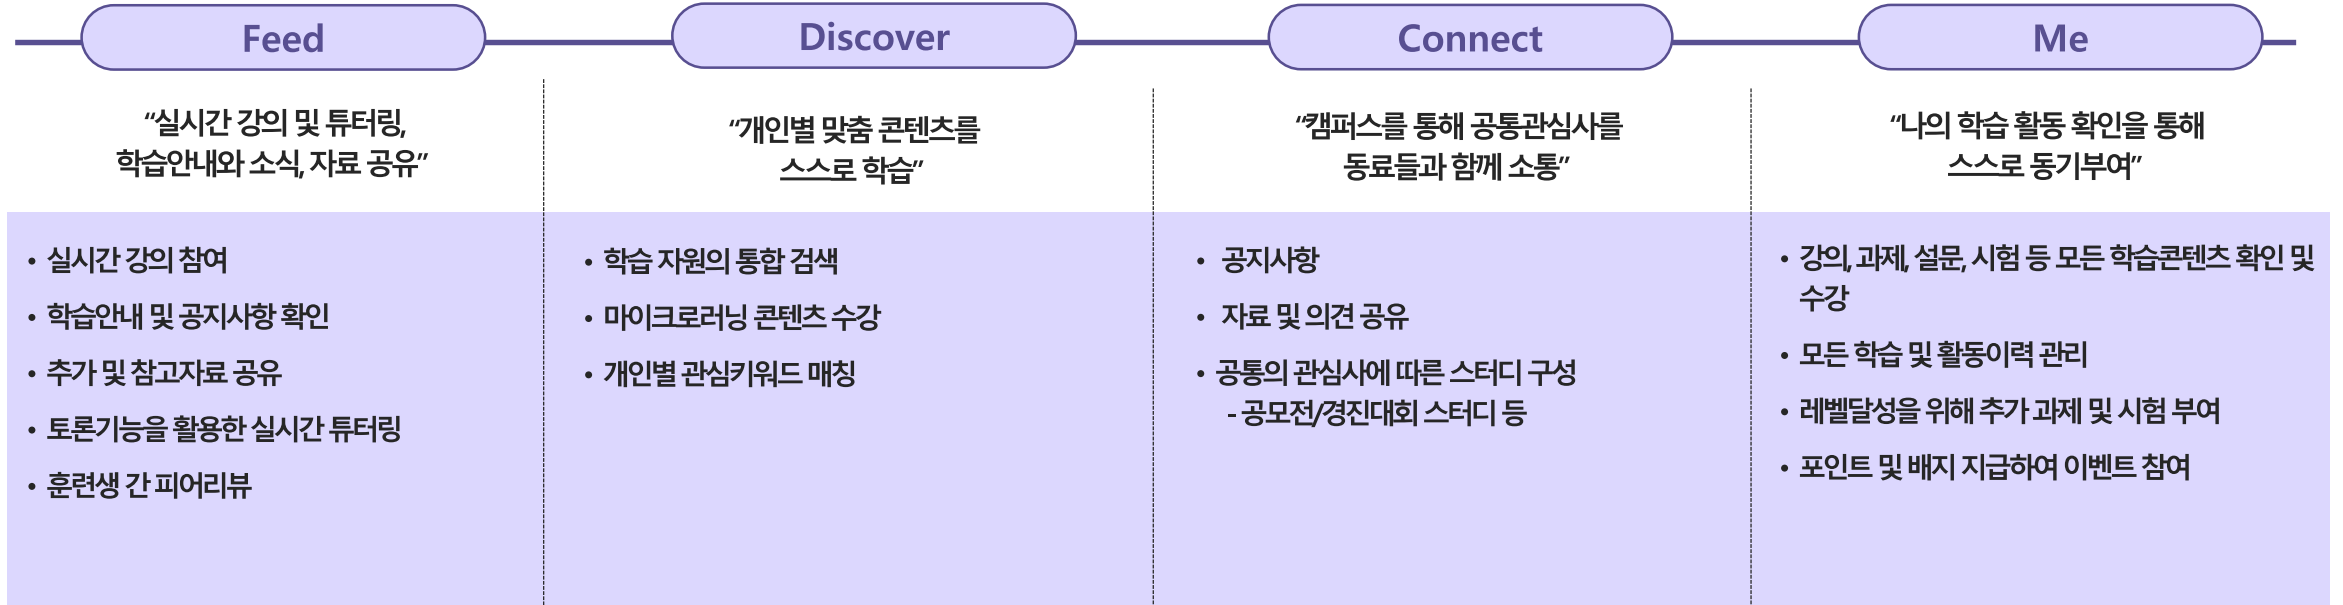 Feed
“실시간 강의 및 튜터링,
학습안내와 소식, 자료 공유”
• 실시간 강의 참여
• 학습안내 및 공지사항 확인
• 추가 및 참고자료 공유
• 토론기능을 활용한 실시간 튜터링
• 훈련생 간 피어리뷰
Discover
“개인별 맞춤 콘텐츠를
스스로 학습”
• 학습 자원의 통합 검색
• 마이크로러닝 콘텐츠 수강
• 개인별 관심키워드 매칭
Connect
“캠퍼스를 통해 공통관심사를
동료들과 함께 소통”
• 공지사항
• 자료 및 의견 공유
• 공통의 관심사에 따른 스터디 구성
- 공모전/경진대회 스터디 등
Me
“나의 학습 활동 확인을 통해
스스로 동기부여”
• 강의, 과제, 설문, 시험 등 모든 학습콘텐츠 확인 및
수강
• 모든 학습 및 활동이력 관리
• 레벨달성을 위해 추가 과제 및 시험 부여
• 포인트 및 배지 지급하여 이벤트 참여